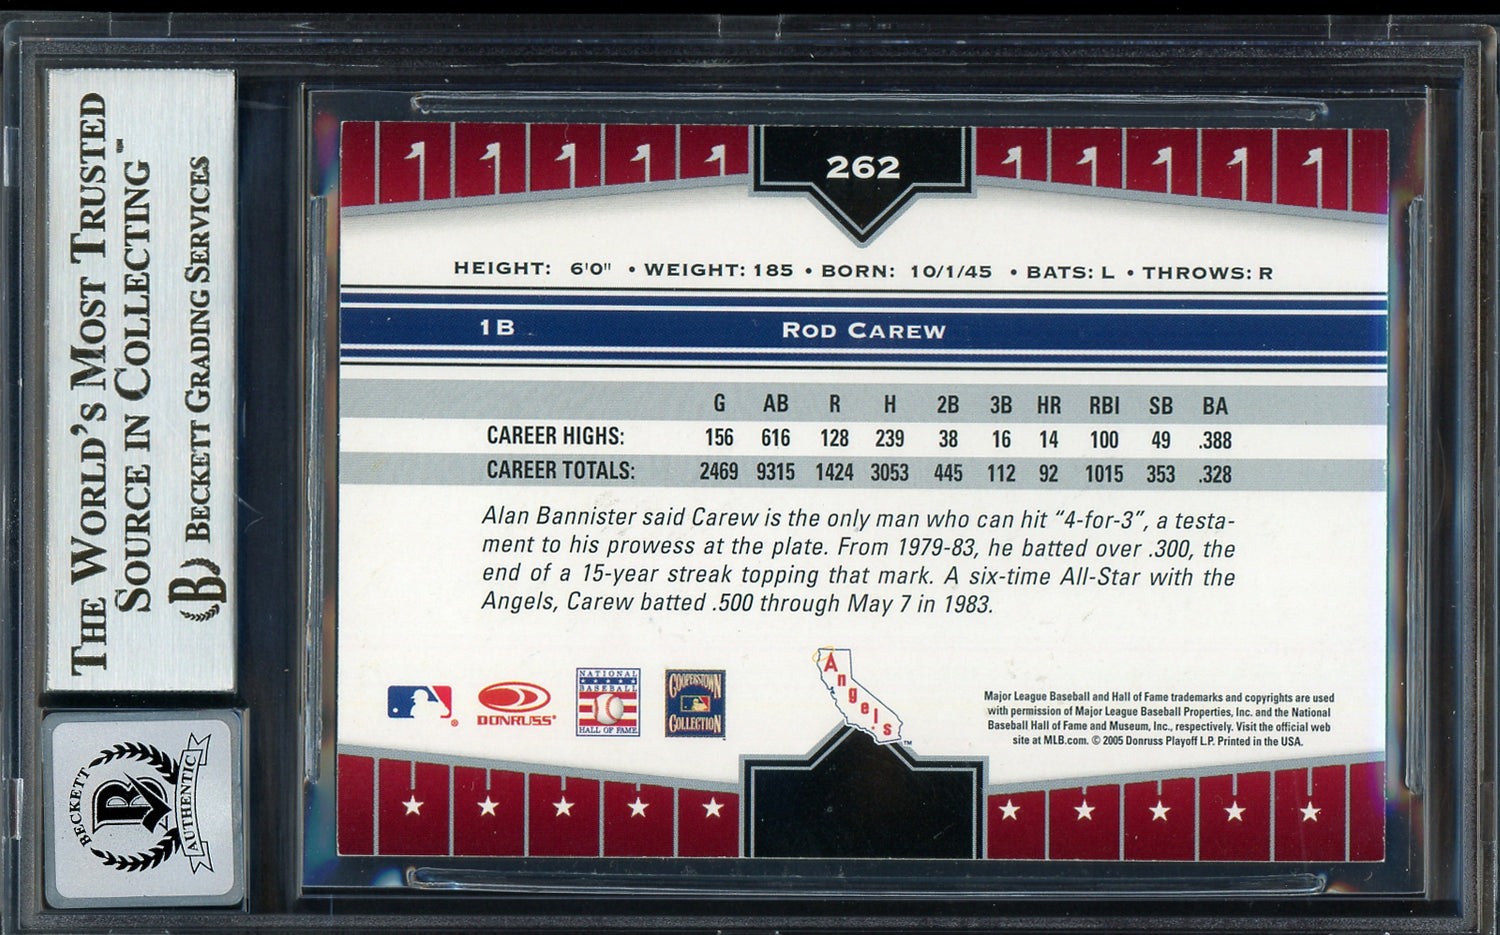 THE WORLD'S MOST TRUSTED
SOURCE IN COLLECTING™
BECKETT GRADING SERVICES
B
BECKETT
B
AUTHENTIC
262
HEIGHT: 6'0" • WEIGHT: 185 • BORN: 10/1/45 • BATS: L • THROWS: R
1B ROD CAREW
G AB R H 2B 3B HR RBI SB BA
CAREER HIGHS: 156 616 128 239 38 16 14 100 49 .388
CAREER TOTALS: 2469 9315 1424 3053 445 112 92 1015 353 .328
Alan Bannister said Carew is the only man who can hit "4-for-3", a testa-
ment to his prowess at the plate. From 1979-83, he batted over .300, the
end of a 15-year streak topping that mark. A six-time All-Star with the
Angels, Carew batted .500 through May 7 in 1983.
DONRUSS®
NATIONAL
BASEBALL
HALL OF FAME
COOPERSTOWN
COLLECTION
Angels™
Major League Baseball and Hall of Fame trademarks and copyrights are used
with permission of Major League Baseball Properties, Inc. and the National
Baseball Hall of Fame and Museum, Inc., respectively. Visit the official web
site at MLB.com. © 2005 Donruss Playoff L.P. Printed in the USA.